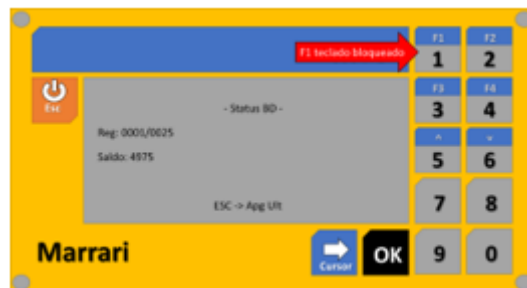 F1 teclado bloqueado
F1
1
F2
2
Esc
- Status BD -
F3
3
F4
4
Reg: 0001/0025
Saldo: 4975
^
5
v
6
ESC -> Apg Ult
7
8
Marrari
Cursor
OK
9
0